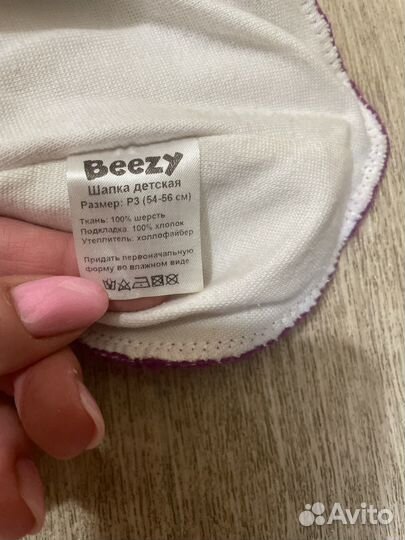 Beezy
Шапка детская
Размер: Р3 (54-56 см)
Ткань: 100% шерсть
Подкладка: 100% хлопок
Утеплитель: холлофайбер
Придать первоначальную
форму во влажном виде
Avito